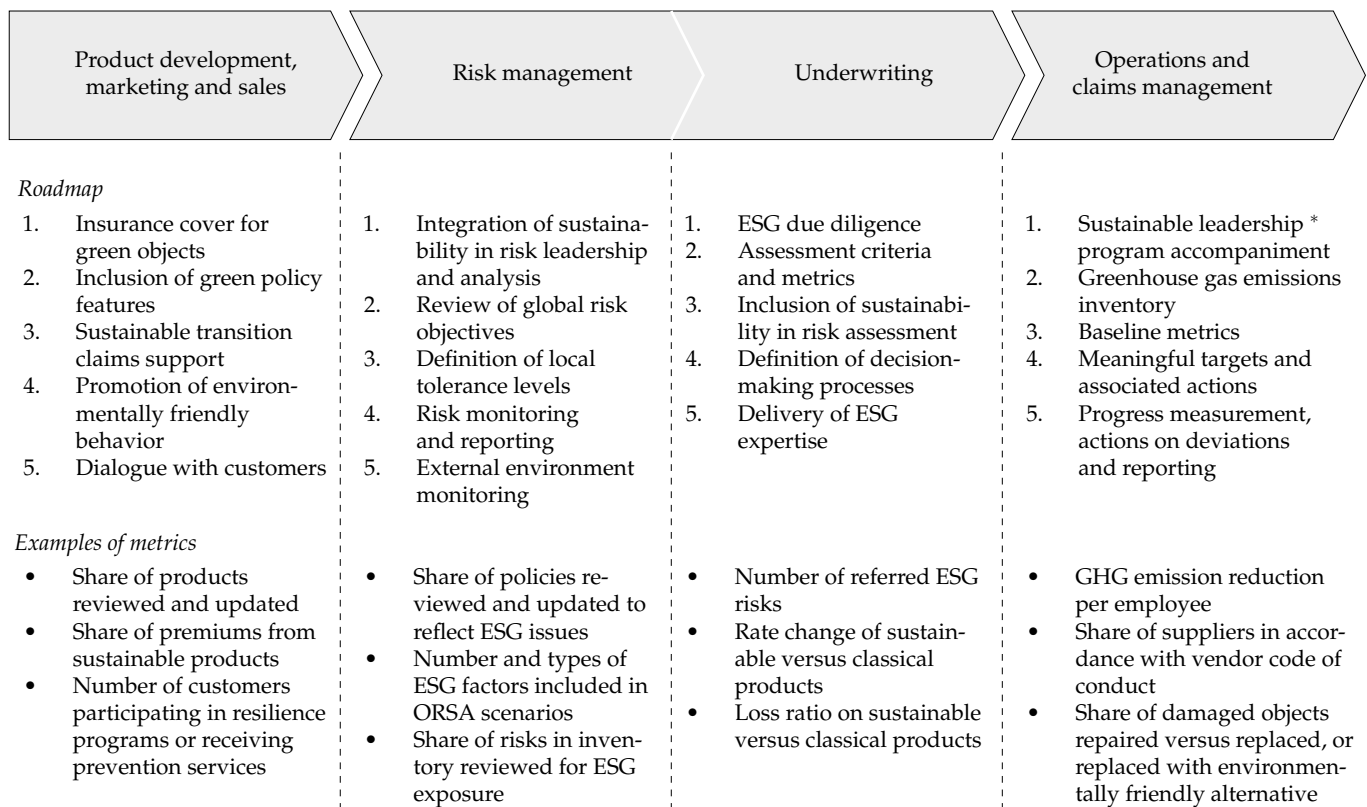 Product development,
marketing and sales
Risk management
Underwriting
Operations and
claims management
Roadmap
1. Insurance cover for
green objects
2. Inclusion of green policy
features
3. Sustainable transition
claims support
4. Promotion of environ-
mentally friendly
behavior
5. Dialogue with customers
1. Integration of sustaina-
bility in risk leadership
and analysis
2. Review of global risk
objectives
3. Definition of local
tolerance levels
4. Risk monitoring
and reporting
5. External environment
monitoring
1. ESG due diligence
2. Assessment criteria
and metrics
3. Inclusion of sustainabi-
lity in risk assessment
4. Definition of decision-
making processes
5. Delivery of ESG
expertise
1. Sustainable leadership *
program accompaniment
2. Greenhouse gas emissions
inventory
3. Baseline metrics
4. Meaningful targets and
associated actions
5. Progress measurement,
actions on deviations
and reporting
Examples of metrics
• Share of products
reviewed and updated
• Share of premiums from
sustainable products
• Number of customers
participating in resilience
programs or receiving
prevention services
• Share of policies re-
viewed and updated to
reflect ESG issues
• Number and types of
ESG factors included in
ORSA scenarios
• Share of risks in inven-
tory reviewed for ESG
exposure
• Number of referred ESG
risks
• Rate change of sustain-
able versus classical
products
• Loss ratio on sustainable
versus classical products
• GHG emission reduction
per employee
• Share of suppliers in accor-
dance with vendor code of
conduct
• Share of damaged objects
repaired versus replaced, or
replaced with environmen-
tally friendly alternative